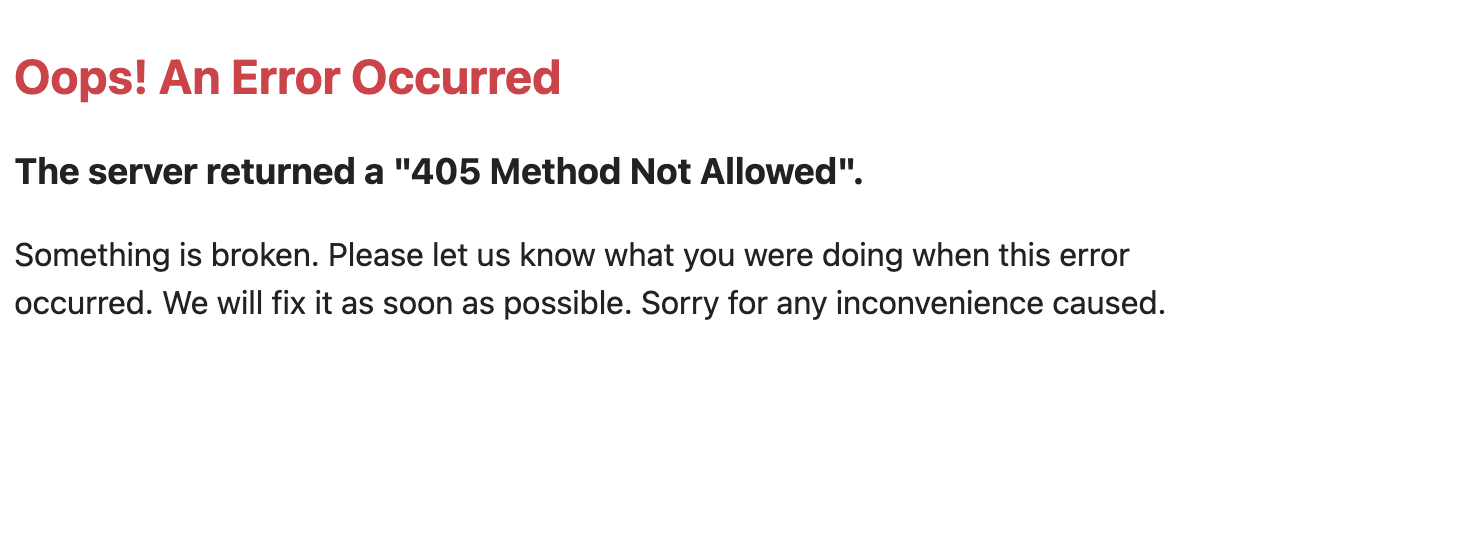 Oops! An Error Occurred
The server returned a "405 Method Not Allowed".
Something is broken. Please let us know what you were doing when this error
occurred. We will fix it as soon as possible. Sorry for any inconvenience caused.